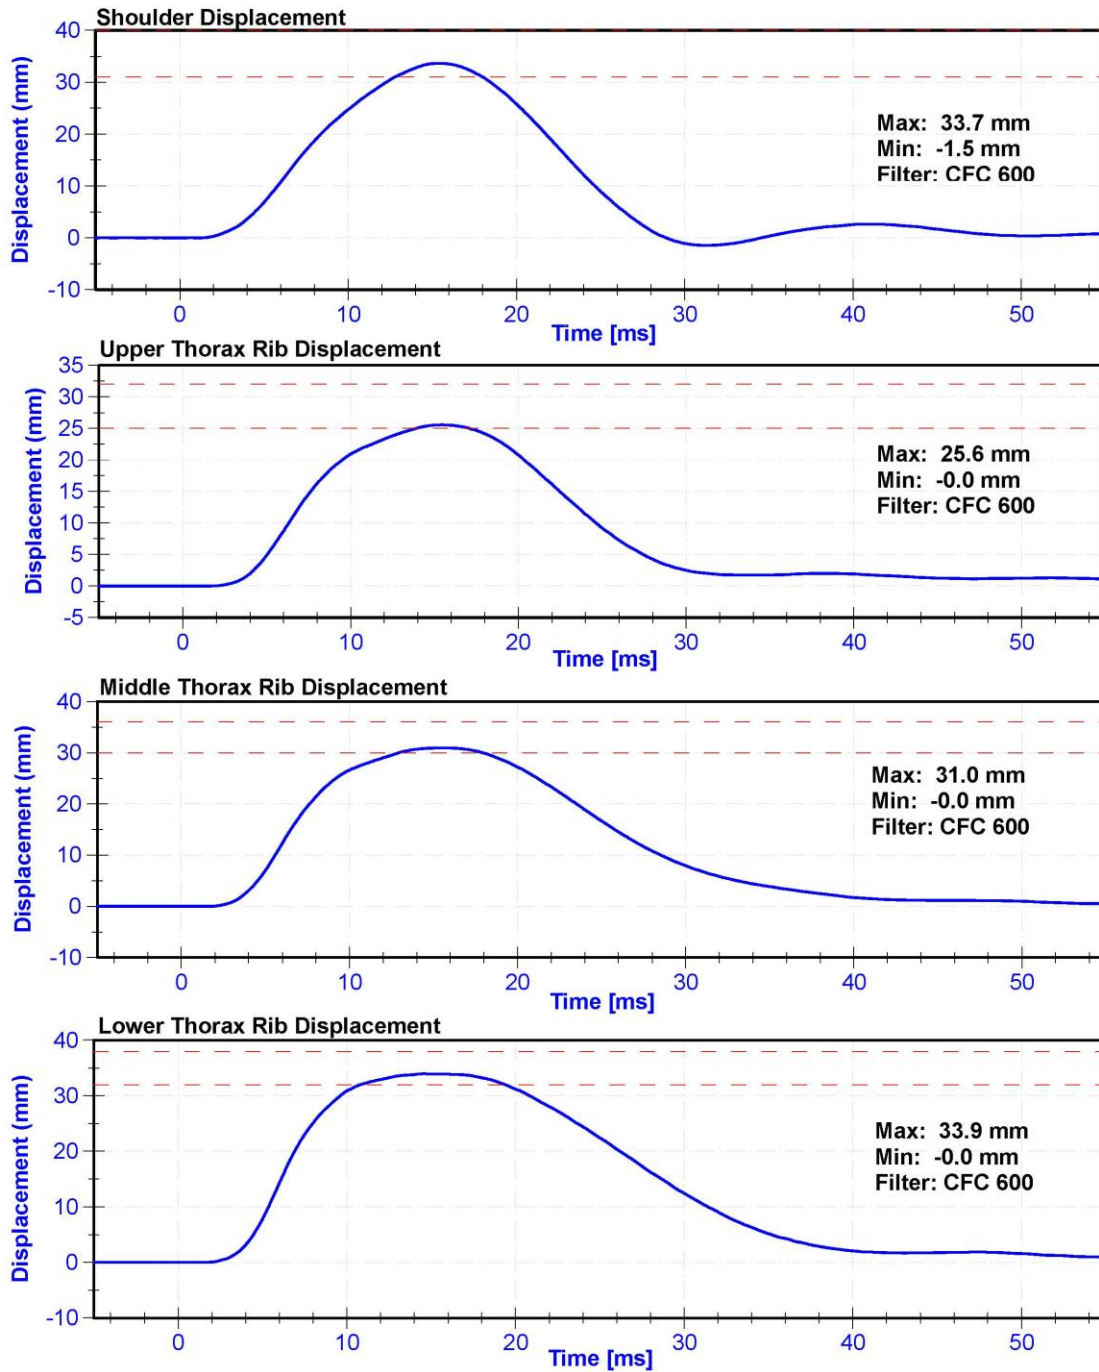 Shoulder Displacement
40
30
20
10
0
-10
Displacement (mm)
Max: 33.7 mm
Min: -1.5 mm
Filter: CFC 600
0 10 20 30 40 50
Time [ms]
Upper Thorax Rib Displacement
35
30
25
20
15
10
5
0
-5
Displacement (mm)
Max: 25.6 mm
Min: -0.0 mm
Filter: CFC 600
0 10 20 30 40 50
Time [ms]
Middle Thorax Rib Displacement
40
30
20
10
0
-10
Displacement (mm)
Max: 31.0 mm
Min: -0.0 mm
Filter: CFC 600
0 10 20 30 40 50
Time [ms]
Lower Thorax Rib Displacement
40
30
20
10
0
-10
Displacement (mm)
Max: 33.9 mm
Min: -0.0 mm
Filter: CFC 600
0 10 20 30 40 50
Time [ms]